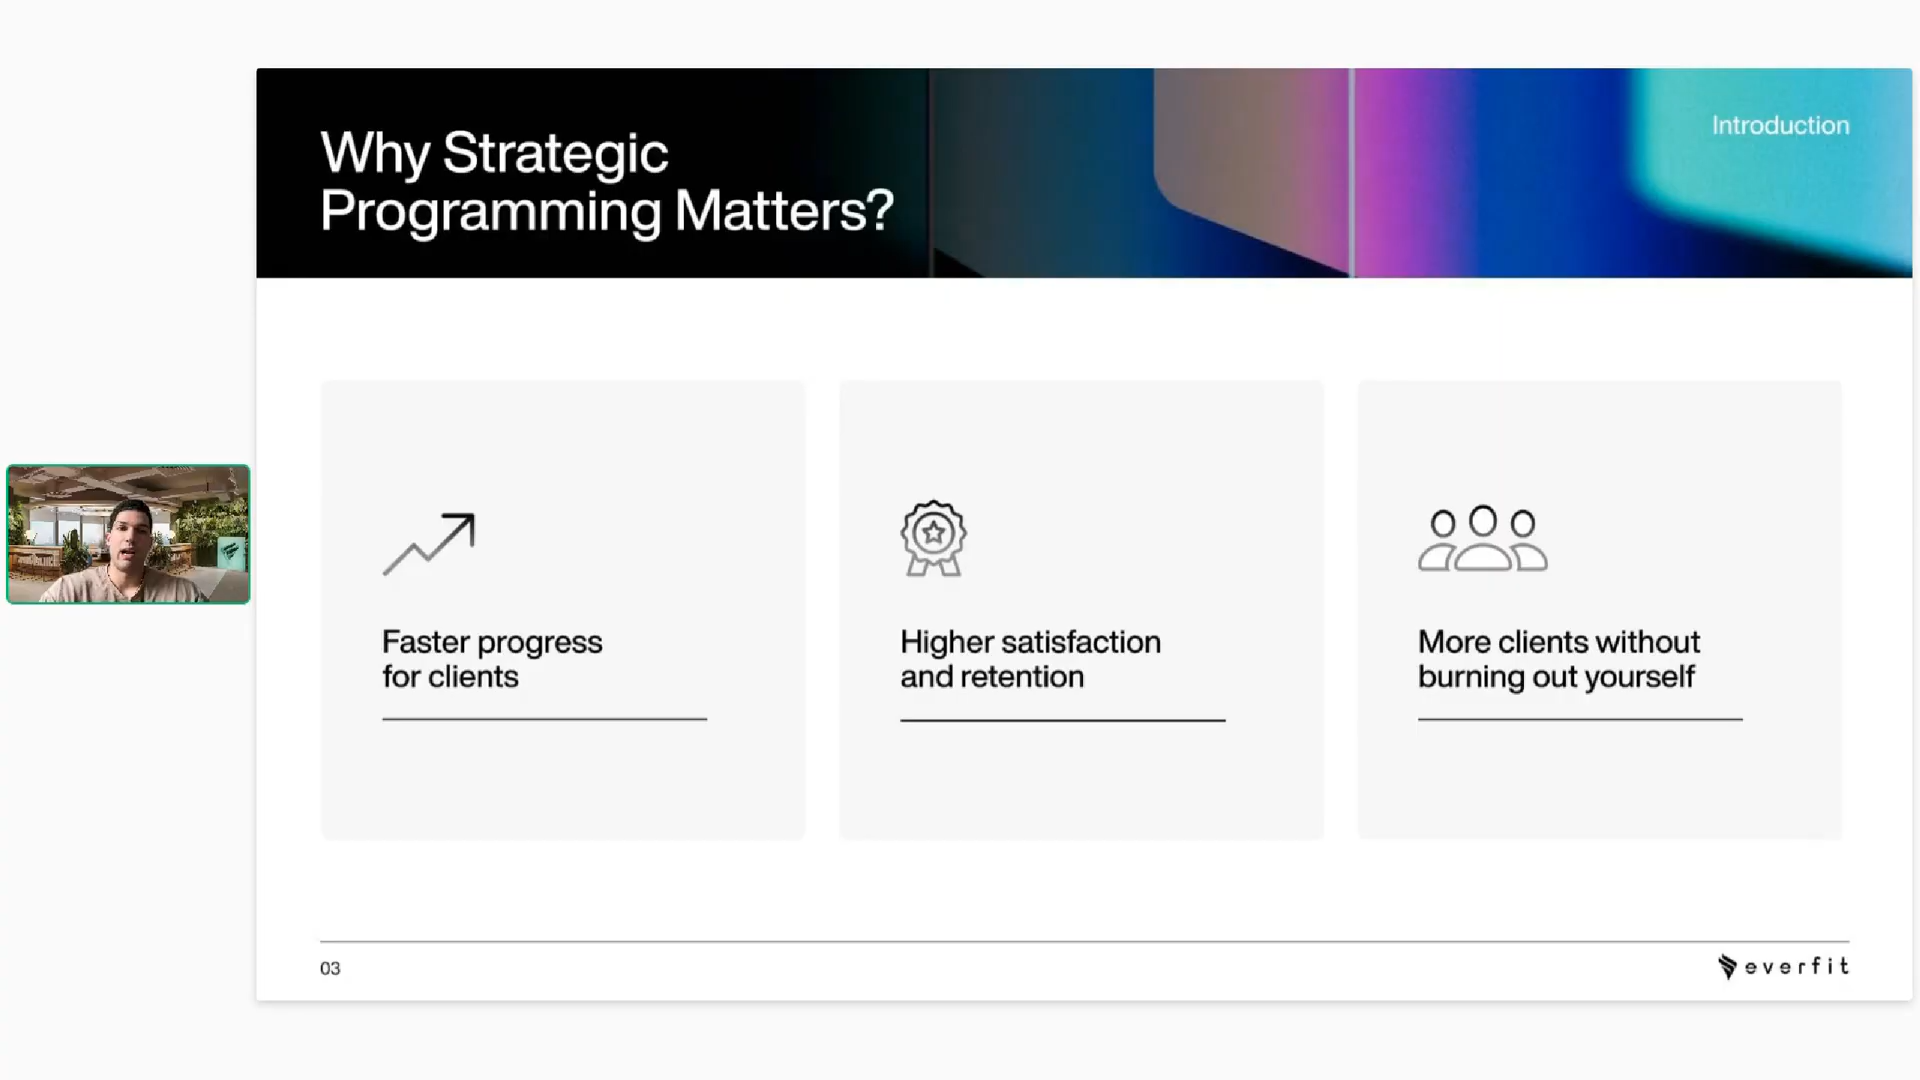 Why Strategic
Programming Matters?
Introduction
Faster progress
for clients
Higher satisfaction
and retention
More clients without
burning out yourself
03
everfit